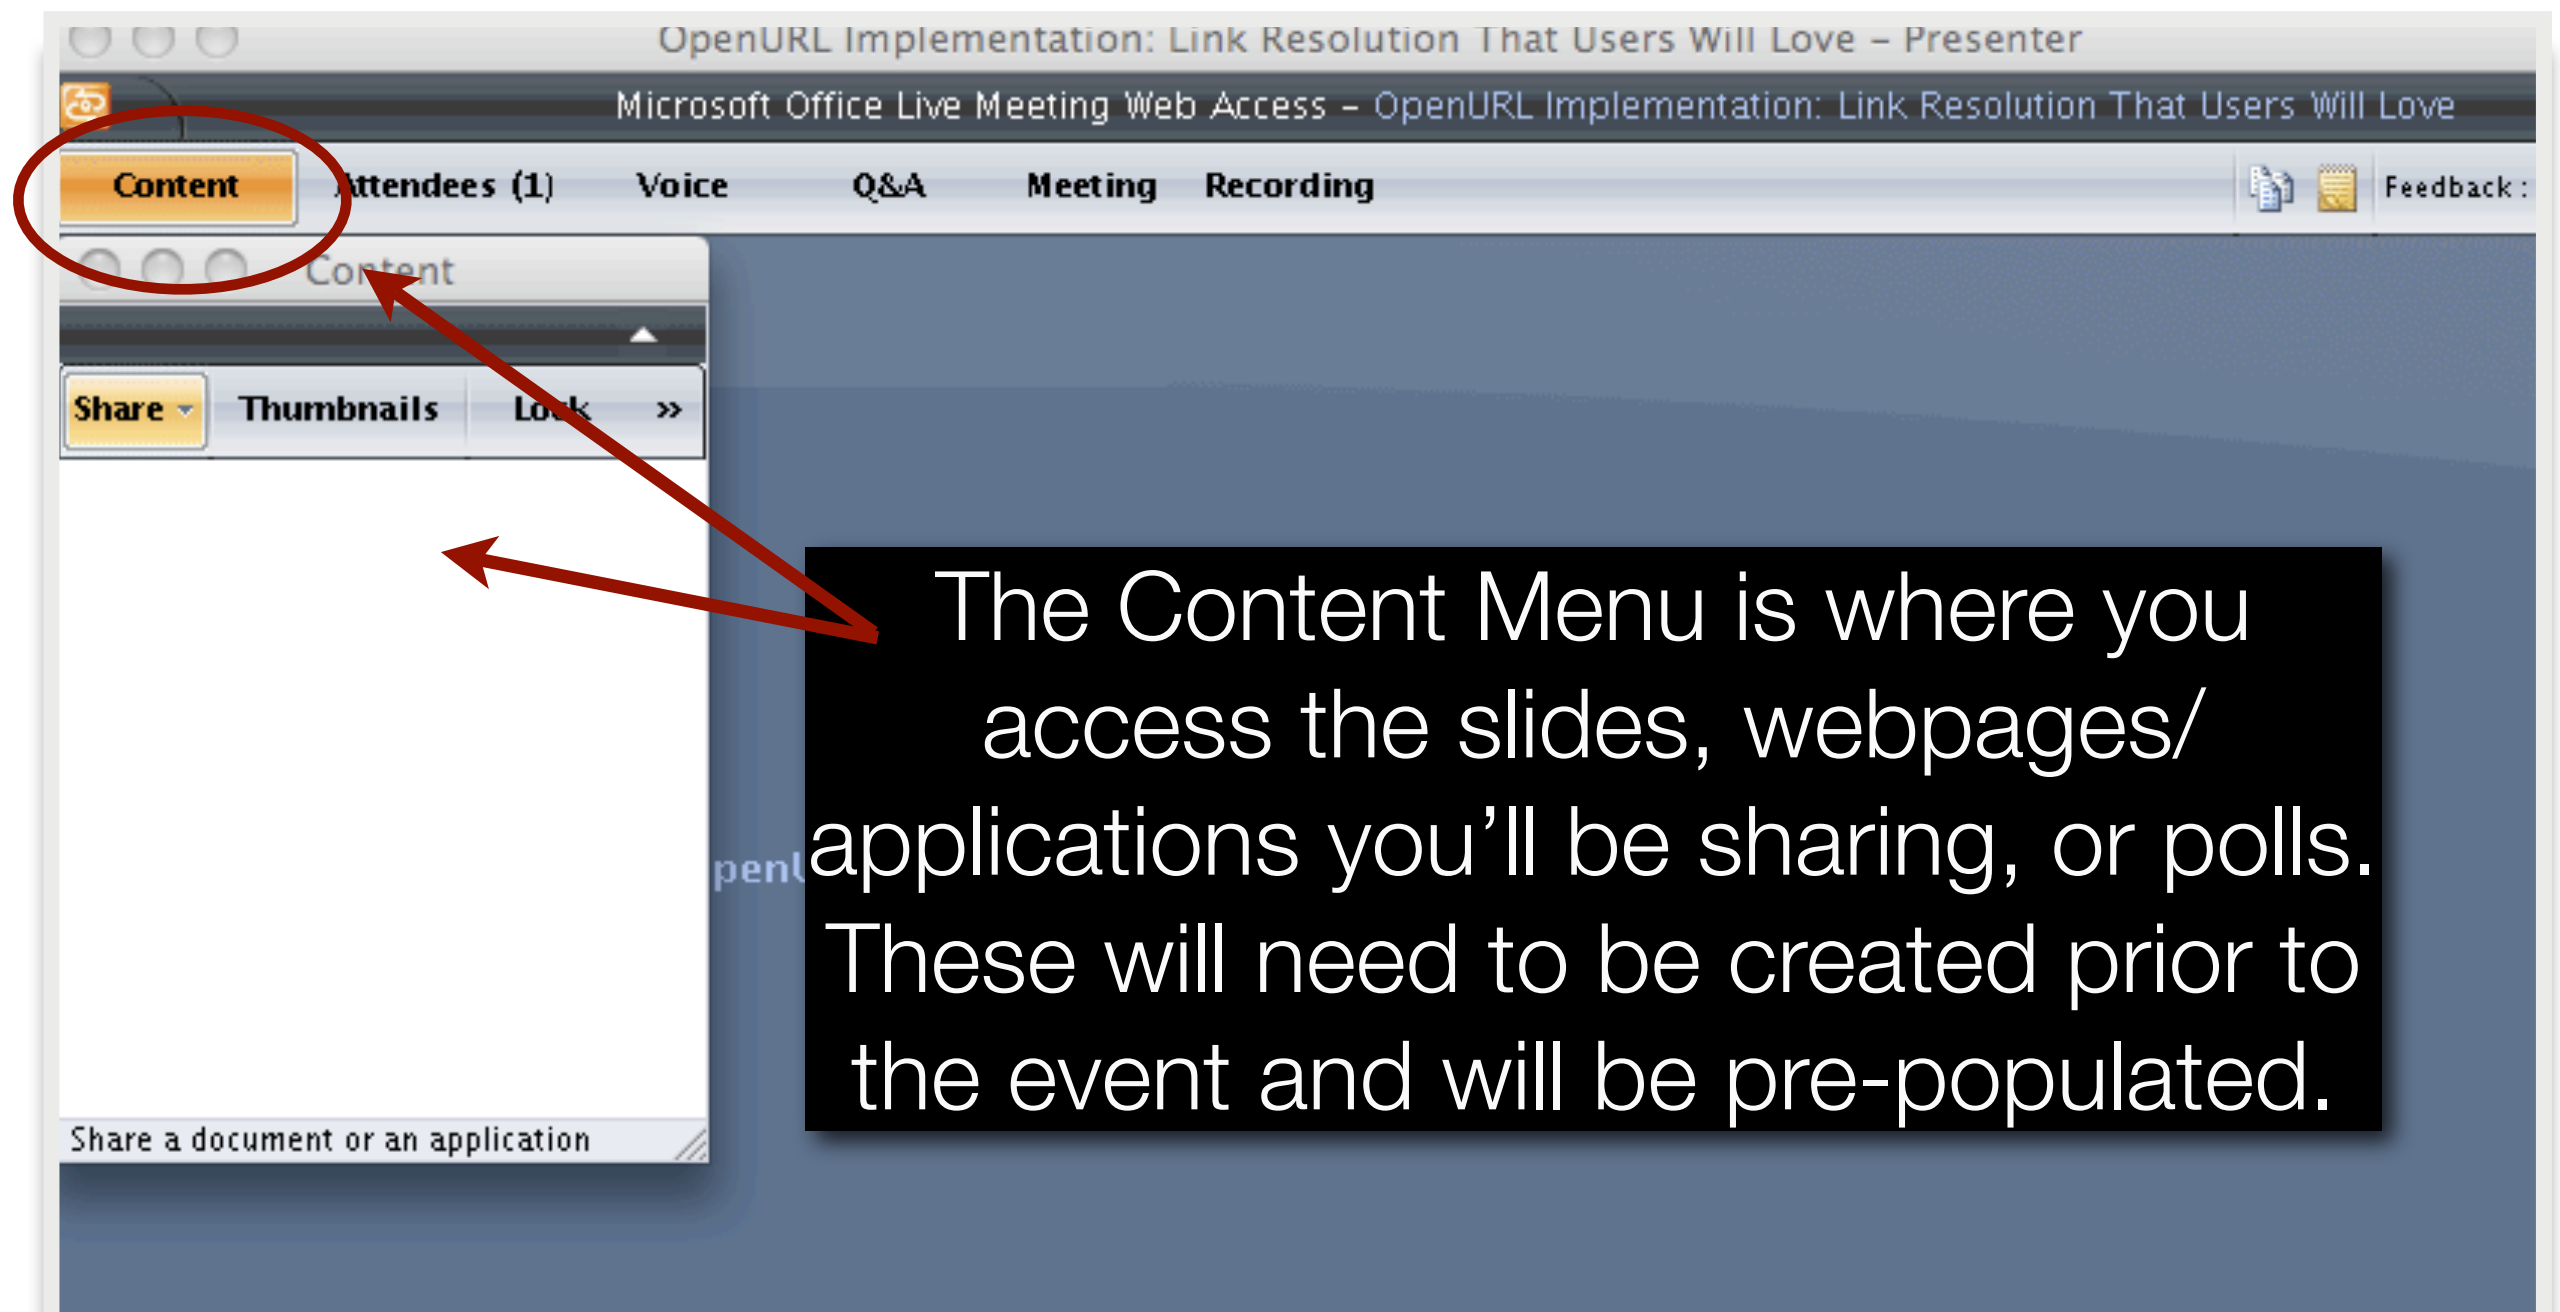 OpenURL Implementation: Link Resolution That Users Will Love – Presenter
Microsoft Office Live Meeting Web Access – OpenURL Implementation: Link Resolution That Users Will Love
Content Attendees (1) Voice Q&A Meeting Recording Feedback:
Content
Share Thumbnails Lock »
The Content Menu is where you
access the slides, webpages/
applications you’ll be sharing, or polls.
These will need to be created prior to
the event and will be pre-populated.
Share a document or an application